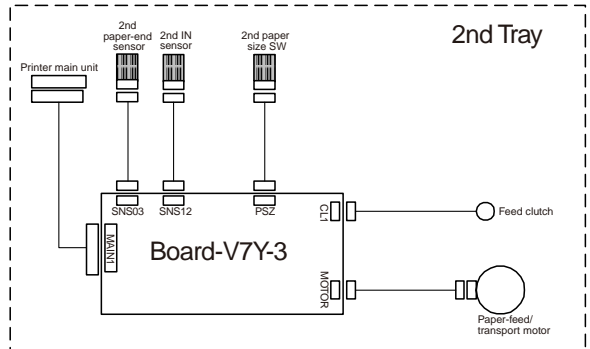 2nd Tray
2nd
paper-end
sensor
2nd IN
sensor
2nd paper
size SW
Printer main unit
SNS03
SNS12
PSZ
CL1
Feed clutch
MAIN1
Board-V7Y-3
MOTOR
Paper-feed/
transport motor